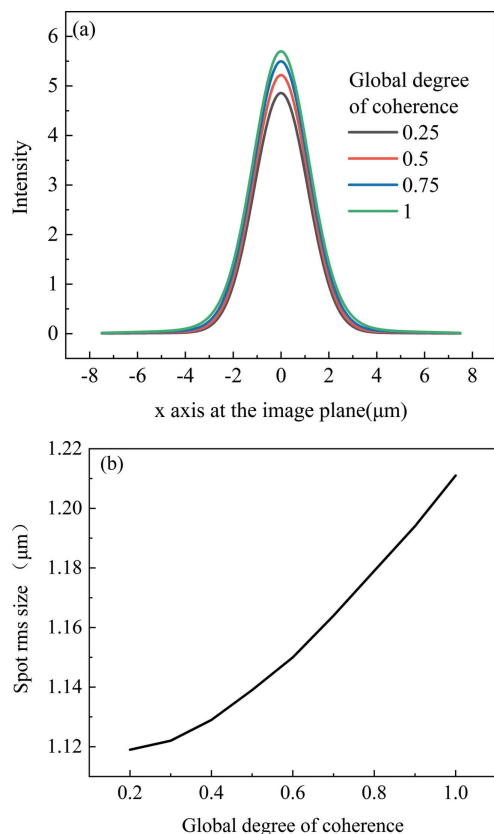 (a)
6
5
4
3
2
1
0
Intensity
Global degree
of coherence
0.25
0.5
0.75
1
-8 -6 -4 -2 0 2 4 6 8
x axis at the image plane(μm)
(b)
1.22
1.20
1.18
1.16
1.14
1.12
Spot rms size（μm）
0.2 0.4 0.6 0.8 1.0
Global degree of coherence